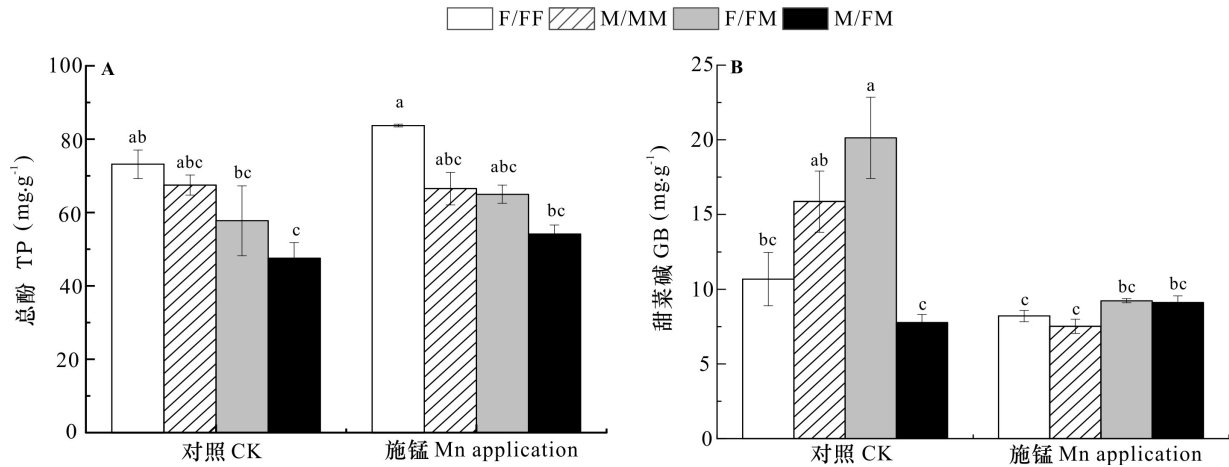 F/FF M/MM F/FM M/FM
A
总酚 TP (mg·g⁻¹)
100
80
60
40
20
0
ab
abc
bc
c
a
abc
abc
bc
对照 CK
施锰 Mn application
B
甜菜碱 GB (mg·g⁻¹)
25
20
15
10
5
0
bc
ab
a
c
c
c
bc
bc
对照 CK
施锰 Mn application